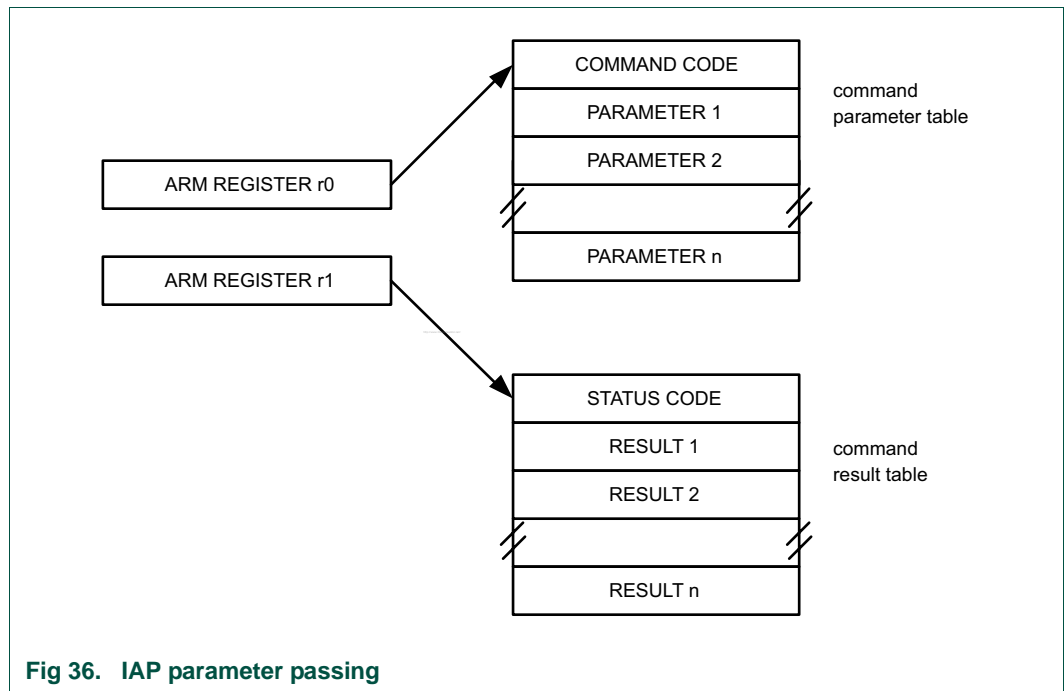 COMMAND CODE
PARAMETER 1
PARAMETER 2
PARAMETER n
command
parameter table
ARM REGISTER r0
ARM REGISTER r1
STATUS CODE
RESULT 1
RESULT 2
RESULT n
command
result table
Fig 36. IAP parameter passing